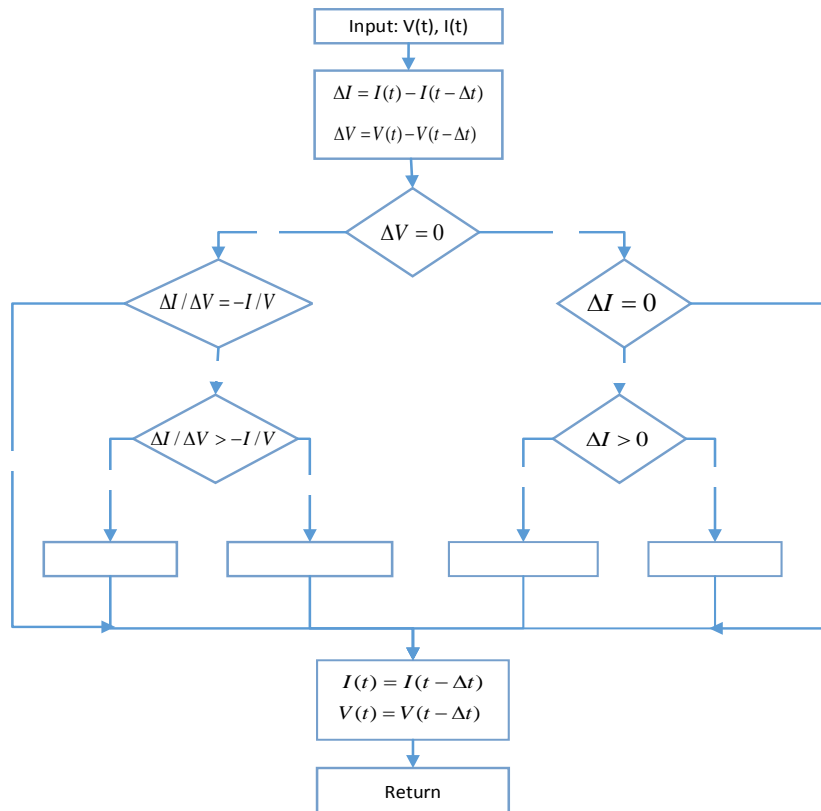 Input: V(t), I(t)
ΔI = I(t) − I(t − Δt)
ΔV = V(t) − V(t − Δt)
ΔV = 0
ΔI / ΔV = −I / V
ΔI = 0
ΔI / ΔV > −I / V
ΔI > 0
I(t) = I(t − Δt)
V(t) = V(t − Δt)
Return